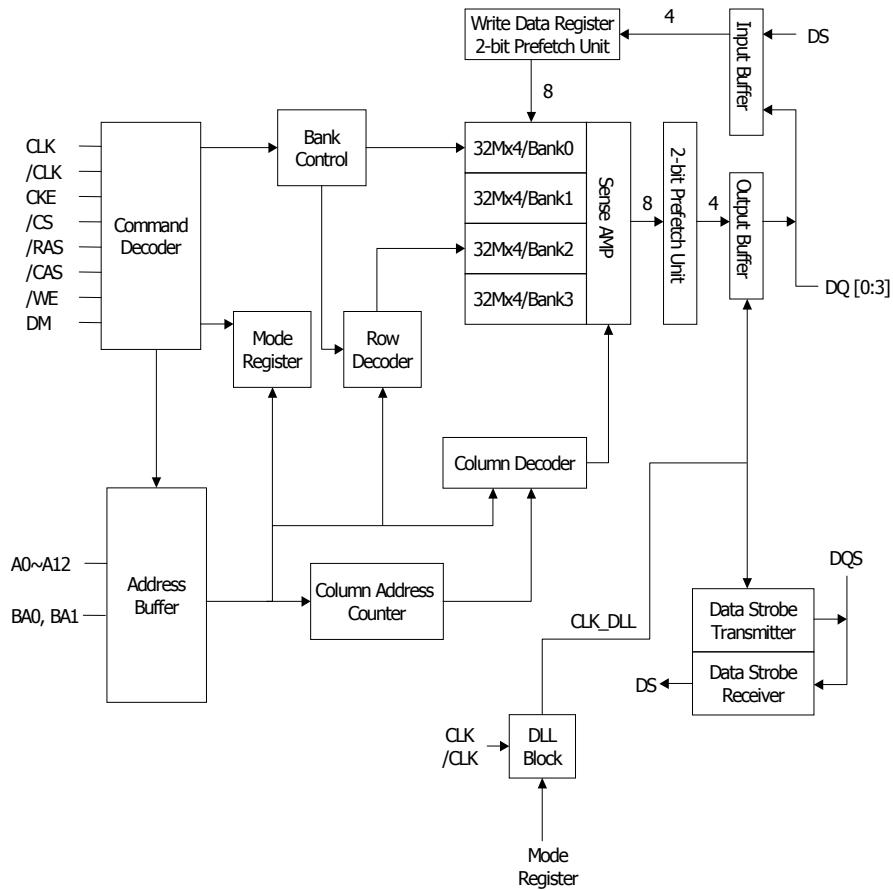 Write Data Register
2-bit Prefetch Unit
4
Input Buffer
DS
8
Bank
Control
32Mx4/Bank0
32Mx4/Bank1
32Mx4/Bank2
32Mx4/Bank3
Sense AMP
8
2-bit Prefetch Unit
4
Output Buffer
DQ [0:3]
CLK
/CLK
CKE
/CS
/RAS
/CAS
/WE
DM
Command
Decoder
Mode
Register
Row
Decoder
Column Decoder
A0~A12
BA0, BA1
Address
Buffer
Column Address
Counter
CLK_DLL
DQS
Data Strobe
Transmitter
Data Strobe
Receiver
DS
CLK
/CLK
DLL
Block
Mode
Register